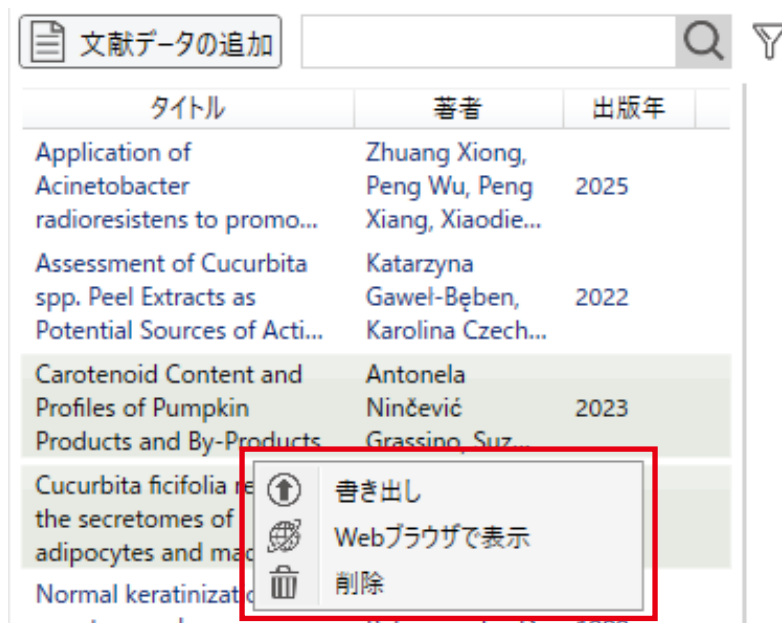 文献データの追加
タイトル 著者 出版年
Application of Zhuang Xiong,
Acinetobacter Peng Wu, Peng 2025
radioresistens to promo... Xiang, Xiaodie...
Assessment of Cucurbita Katarzyna
spp. Peel Extracts as Gaweł-Bęben, 2022
Potential Sources of Acti... Karolina Czech...
Carotenoid Content and Antonela
Profiles of Pumpkin Ninčević 2023
Products and By-Products Grassino, Suz...
Cucurbita ficifolia
the secretomes of
adipocytes and
Normal
書き出し
Webブラウザで表示
削除